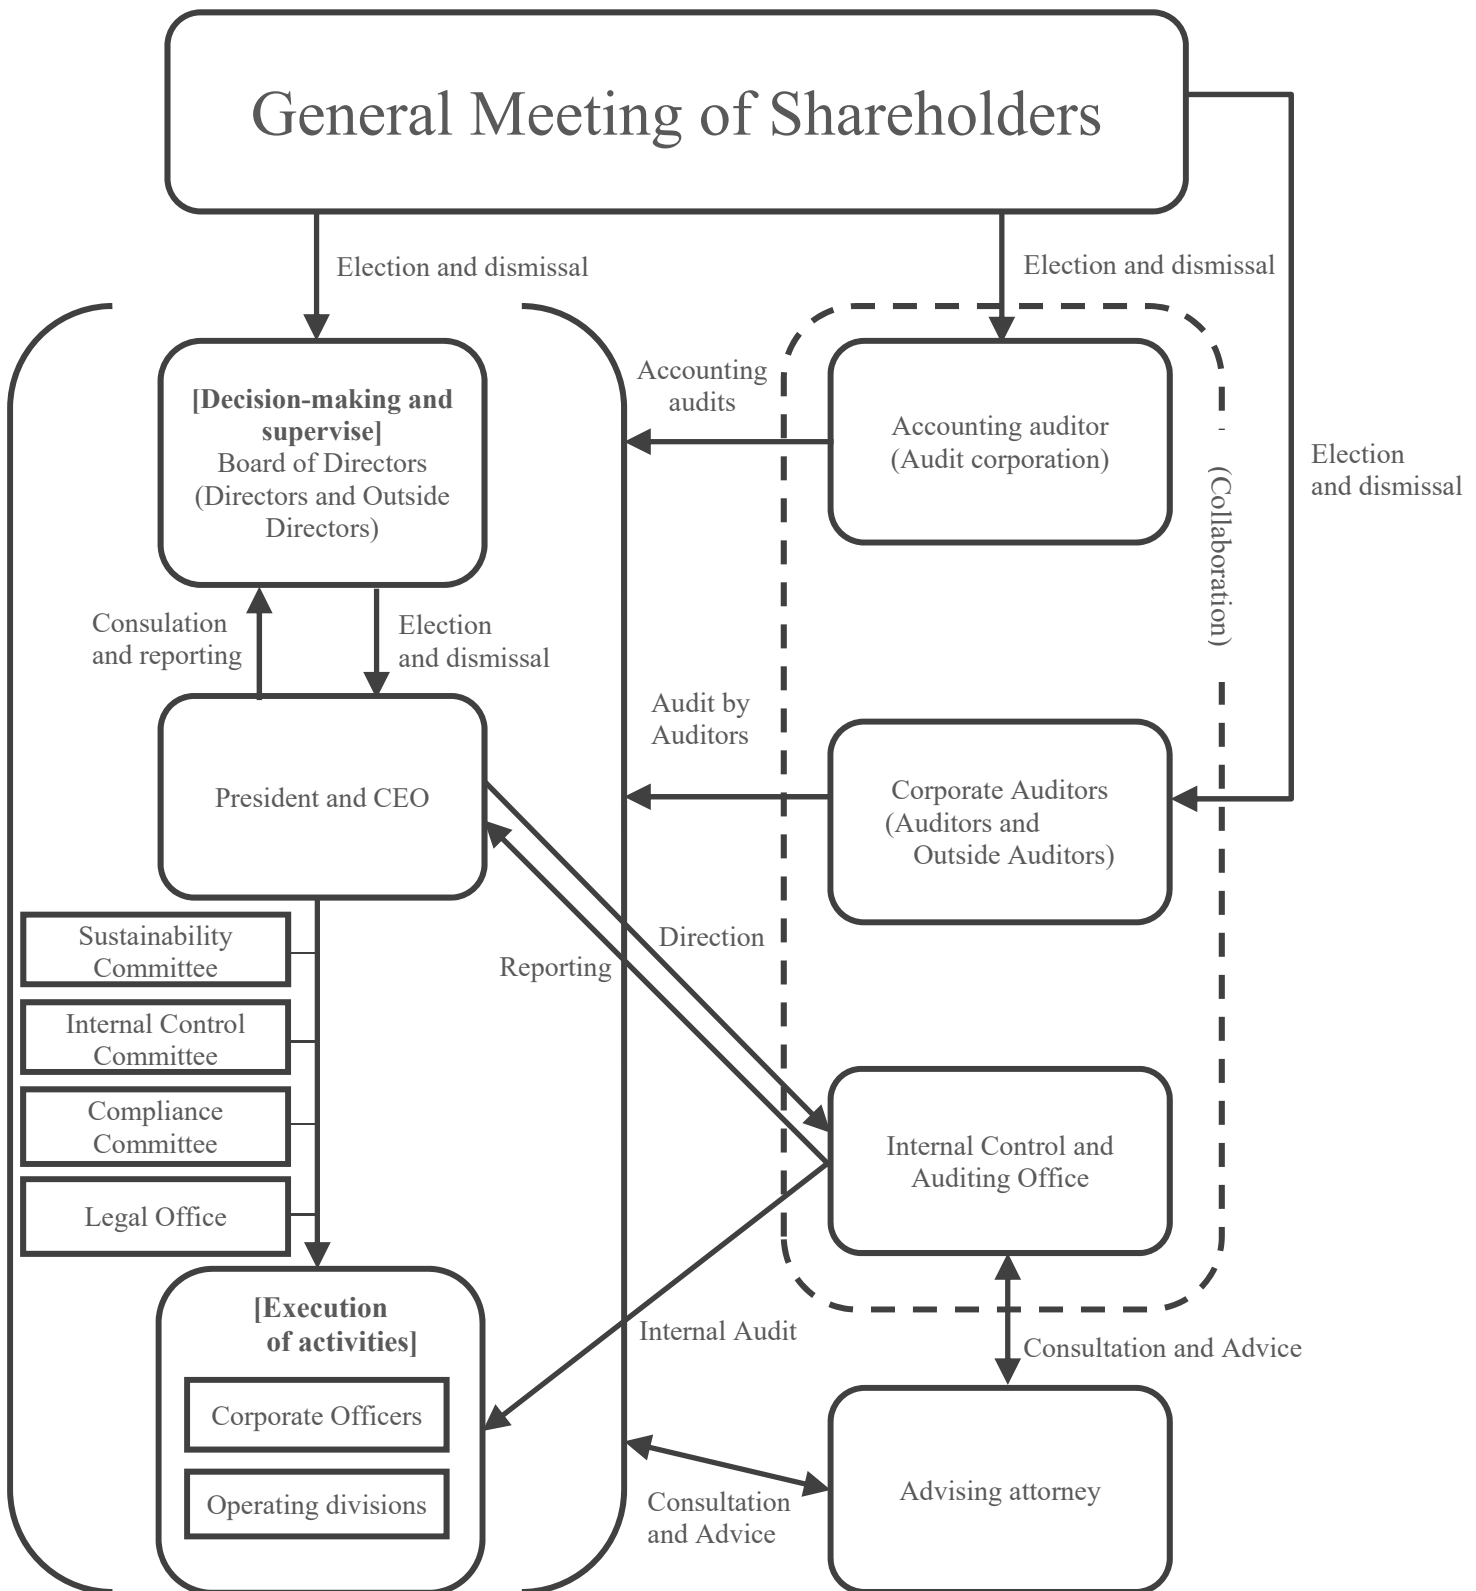 General Meeting of Shareholders
Election and dismissal
Election and dismissal
[Decision-making and
supervise]
Board of Directors
(Directors and Outside
Directors)
Accounting
audits
Accounting auditor
(Audit corporation)
(Collaboration)
Election
and dismissal
Consulation
and reporting
Election
and dismissal
Audit by
Auditors
President and CEO
Corporate Auditors
(Auditors and
Outside Auditors)
Sustainability
Committee
Direction
Reporting
Internal Control
Committee
Compliance
Committee
Internal Control and
Auditing Office
Legal Office
[Execution
of activities]
Internal Audit
Consultation and Advice
Corporate Officers
Operating divisions
Consultation
and Advice
Advising attorney